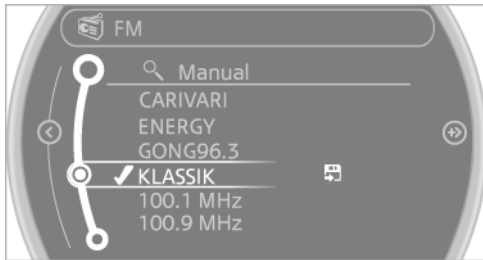 FM
Manual
CARIVARI
ENERGY
GONG96.3
KLASSIK
100.1 MHz
100.9 MHz